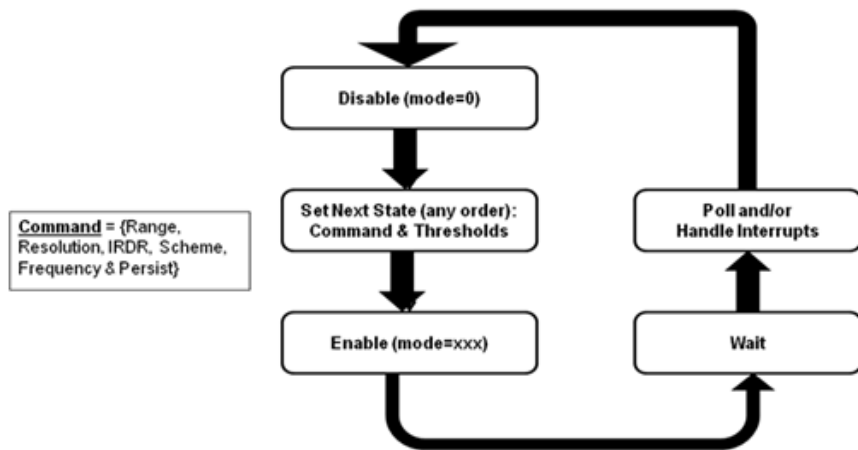 Disable (mode=0)
Set Next State (any order):
Command & Thresholds
Enable (mode=xxx)
Command = {Range,
Resolution, IRDR, Scheme,
Frequency & Persist}
Poll and/or
Handle Interrupts
Wait